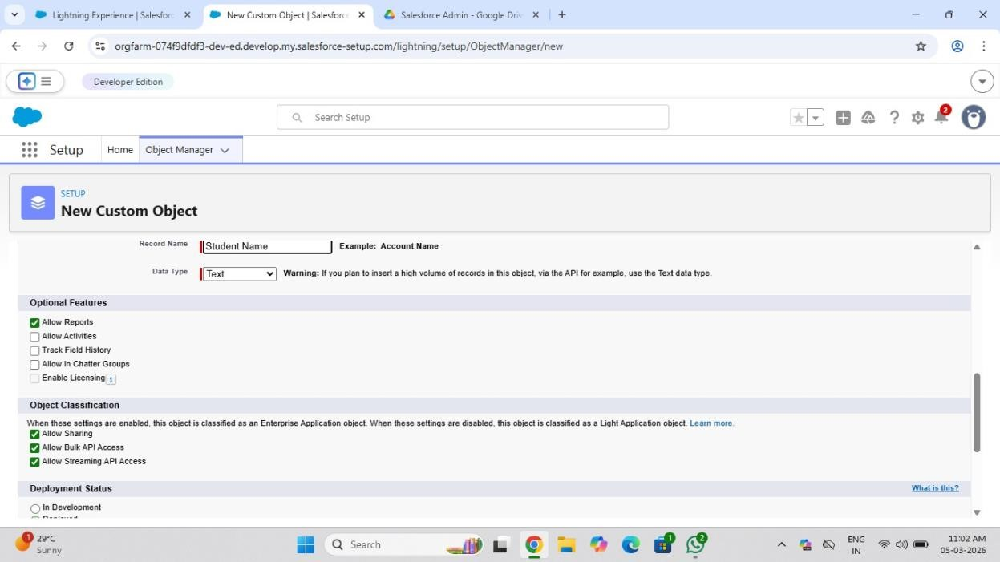 Lightning Experience | Salesforc
New Custom Object | Salesforce
Salesforce Admin - Google Driv
orgfarm-074f9dfdf3-dev-ed.develop.my.salesforce-setup.com/lightning/setup/ObjectManager/new
Developer Edition
Search Setup
2
Setup
Home
Object Manager
SETUP
New Custom Object
Record Name
Student Name
Example: Account Name
Data Type
Text
Warning: If you plan to insert a high volume of records in this object, via the API for example, use the Text data type.
Optional Features
Allow Reports
Allow Activities
Track Field History
Allow in Chatter Groups
Enable Licensing i
Object Classification
When these settings are enabled, this object is classified as an Enterprise Application object. When these settings are disabled, this object is classified as a Light Application object. Learn more.
Allow Sharing
Allow Bulk API Access
Allow Streaming API Access
Deployment Status
What is this?
In Development
Deployed
1
29°C
Sunny
Search
1
2
ENG
IN
11:02 AM
05-03-2026